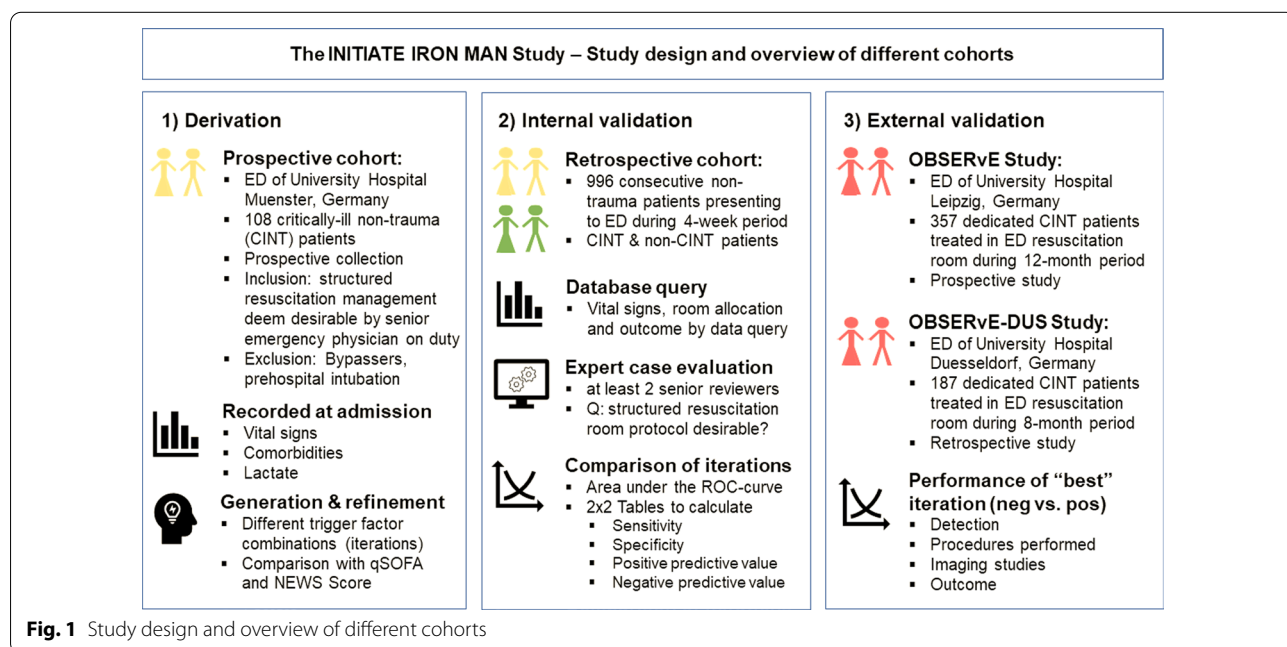 The INITIATE IRON MAN Study – Study design and overview of different cohorts
1) Derivation
Prospective cohort:
▪ ED of University Hospital
Muenster, Germany
▪ 108 critically-ill non-trauma
(CINT) patients
▪ Prospective collection
▪ Inclusion: structured
resuscitation management
deem desirable by senior
emergency physician on duty
▪ Exclusion: Bypassers,
prehospital intubation
Recorded at admission
▪ Vital signs
▪ Comorbidities
▪ Lactate
Generation & refinement
▪ Different trigger factor
combinations (iterations)
▪ Comparison with qSOFA
and NEWS Score
2) Internal validation
Retrospective cohort:
▪ 996 consecutive non-
trauma patients presenting
to ED during 4-week period
▪ CINT & non-CINT patients
Database query
▪ Vital signs, room allocation
and outcome by data query
Expert case evaluation
▪ at least 2 senior reviewers
▪ Q: structured resuscitation
room protocol desirable?
Comparison of iterations
▪ Area under the ROC-curve
▪ 2x2 Tables to calculate
▪ Sensitivity
▪ Specificity
▪ Positive predictive value
▪ Negative predictive value
3) External validation
OBSERvE Study:
▪ ED of University Hospital
Leipzig, Germany
▪ 357 dedicated CINT patients
treated in ED resuscitation
room during 12-month period
▪ Prospective study
OBSERvE-DUS Study:
▪ ED of University Hospital
Duesseldorf, Germany
▪ 187 dedicated CINT patients
treated in ED resuscitation
room during 8-month period
▪ Retrospective study
Performance of “best”
iteration (neg vs. pos)
▪ Detection
▪ Procedures performed
▪ Imaging studies
▪ Outcome
Fig. 1 Study design and overview of different cohorts